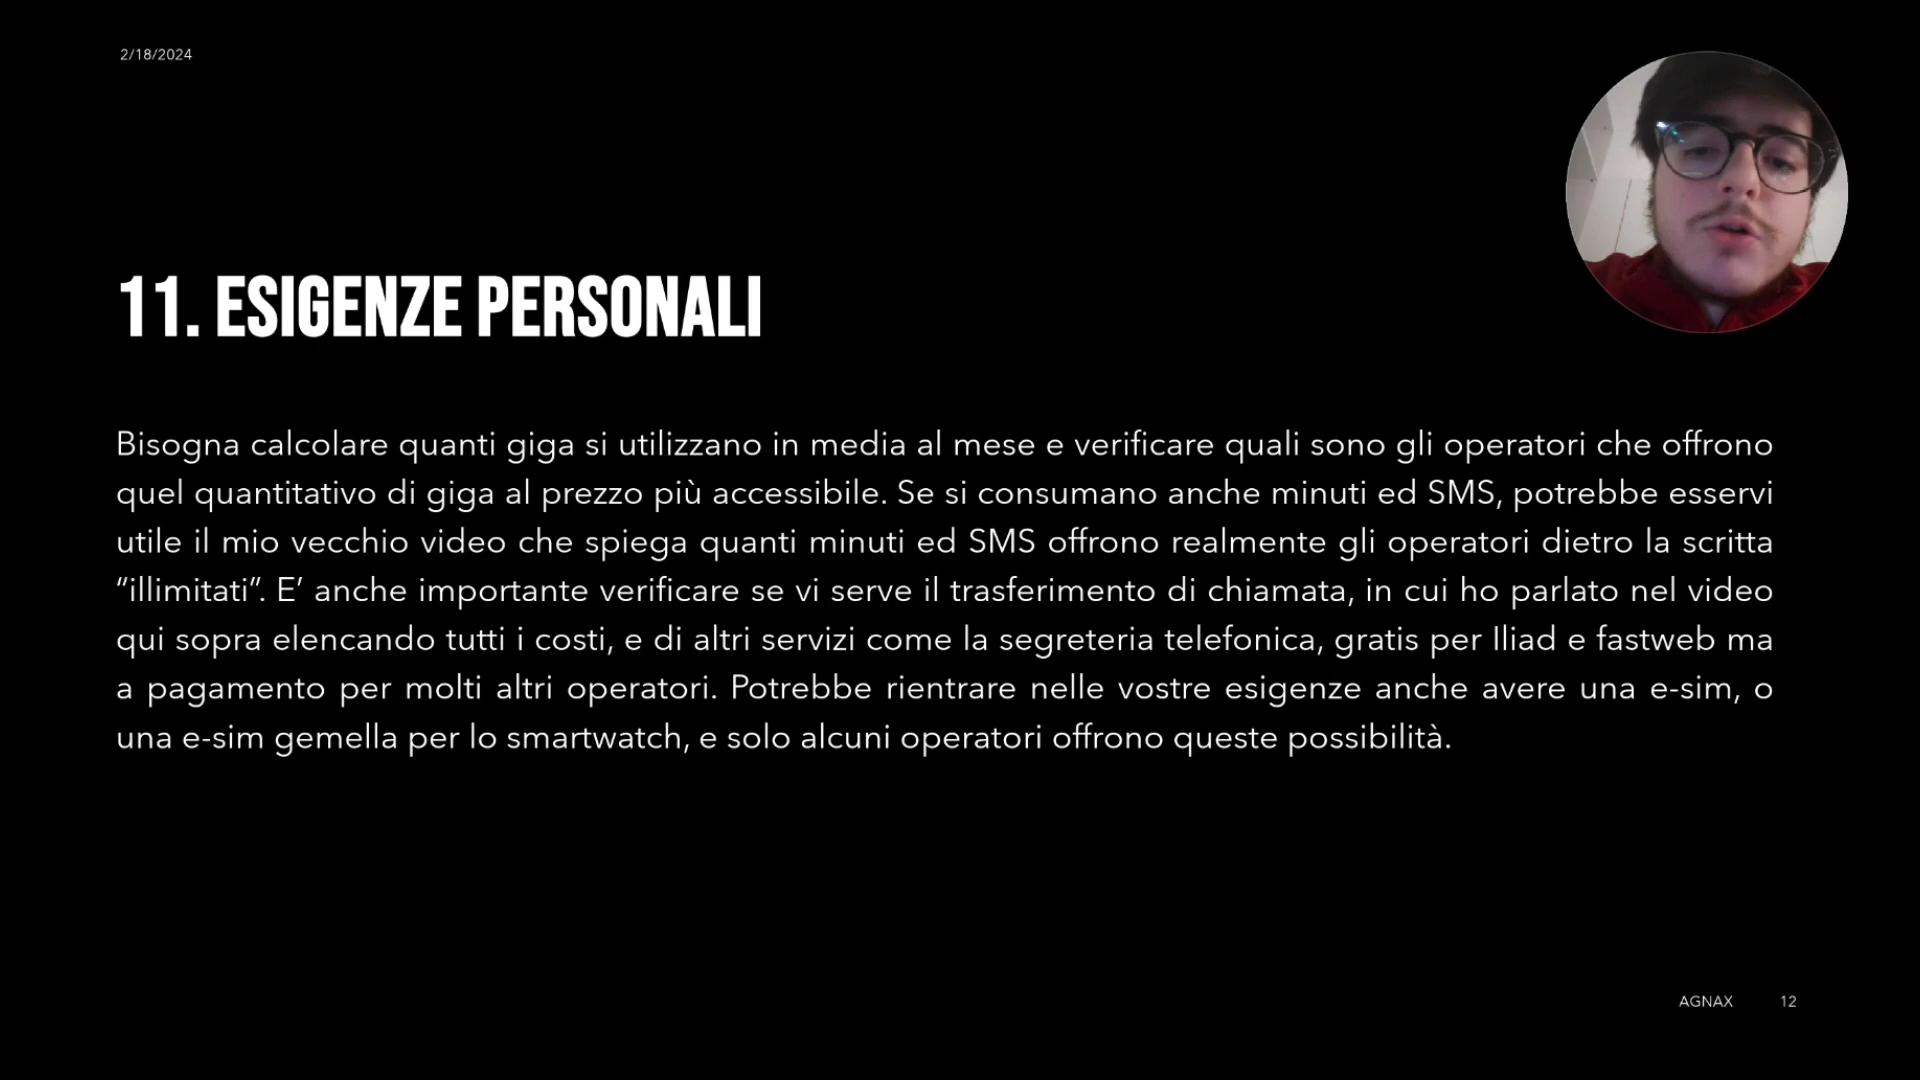 2/18/2024
11. ESIGENZE PERSONALI
Bisogna calcolare quanti giga si utilizzano in media al mese e verificare quali sono gli operatori che offrono
quel quantitativo di giga al prezzo più accessibile. Se si consumano anche minuti ed SMS, potrebbe esservi
utile il mio vecchio video che spiega quanti minuti ed SMS offrono realmente gli operatori dietro la scritta
“illimitati”. E’ anche importante verificare se vi serve il trasferimento di chiamata, in cui ho parlato nel video
qui sopra elencando tutti i costi, e di altri servizi come la segreteria telefonica, gratis per Iliad e fastweb ma
a pagamento per molti altri operatori. Potrebbe rientrare nelle vostre esigenze anche avere una e-sim, o
una e-sim gemella per lo smartwatch, e solo alcuni operatori offrono queste possibilità.
AGNAX 12